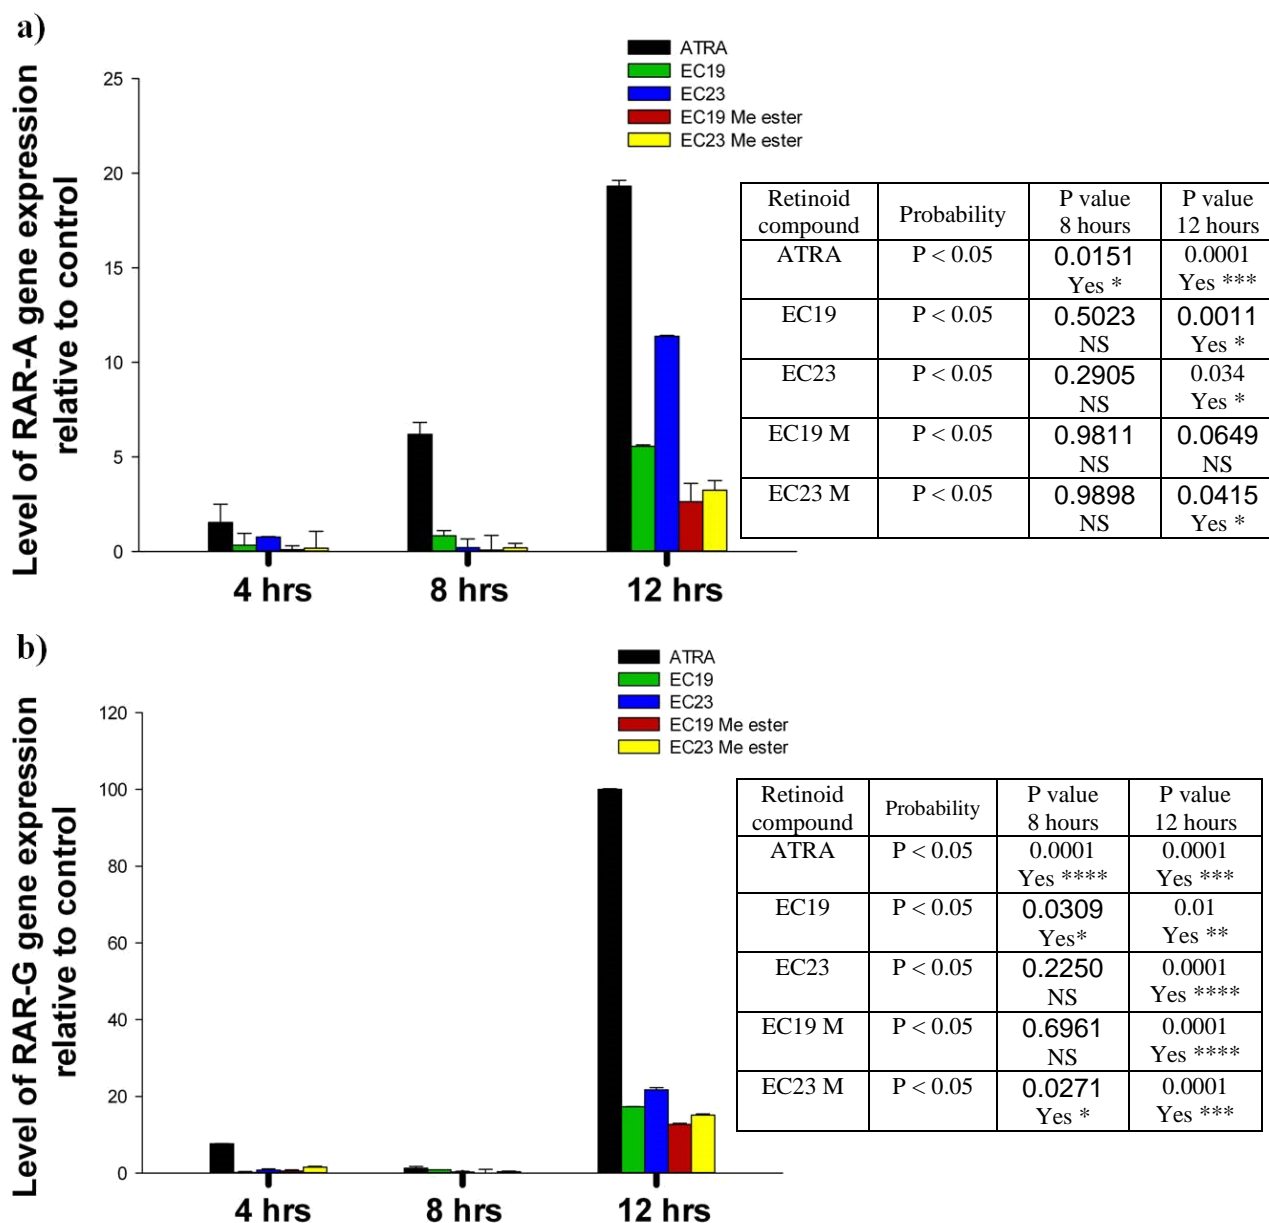 a)
ATRA
EC19
EC23
EC19 Me ester
EC23 Me ester
Level of RAR-A gene expression
relative to control
25
20
15
10
5
0
4 hrs 8 hrs 12 hrs
Retinoid compound Probability P value 8 hours P value 12 hours
ATRA P < 0.05 0.0151 0.0001
Yes * Yes ***
EC19 P < 0.05 0.5023 0.0011
NS Yes *
EC23 P < 0.05 0.2905 0.034
NS Yes *
EC19 M P < 0.05 0.9811 0.0649
NS NS
EC23 M P < 0.05 0.9898 0.0415
NS Yes *
b)
ATRA
EC19
EC23
EC19 Me ester
EC23 Me ester
Level of RAR-G gene expression
relative to control
120
100
80
60
40
20
0
4 hrs 8 hrs 12 hrs
Retinoid compound Probability P value 8 hours P value 12 hours
ATRA P < 0.05 0.0001 0.0001
Yes **** Yes ***
EC19 P < 0.05 0.0309 0.01
Yes* Yes **
EC23 P < 0.05 0.2250 0.0001
NS Yes ****
EC19 M P < 0.05 0.6961 0.0001
NS Yes ****
EC23 M P < 0.05 0.0271 0.0001
Yes * Yes ***